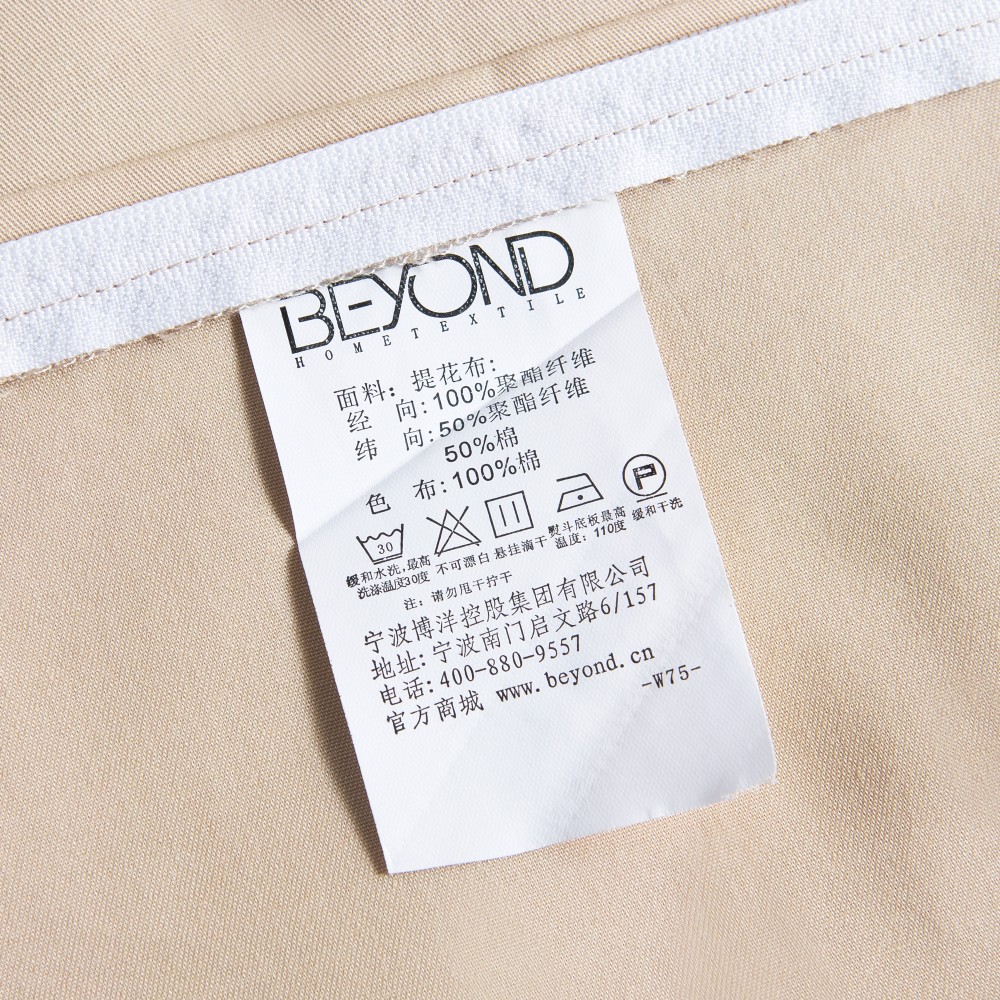 BEYOND
HOMETEXTILE
面料: 提花布:
经 向: 100%聚酯纤维
纬 向: 50%聚酯纤维
50%棉
色 布: 100%棉
30
P
缓和水洗,最高洗涤温度30度
不可漂白
悬挂滴干
熨斗底板最高温度: 110度
缓和干洗
注: 请勿甩干拧干
宁波博洋控股集团有限公司
地址: 宁波南门启文路6/157
电话: 400-880-9557
官方商城 www.beyond.cn
-W75-